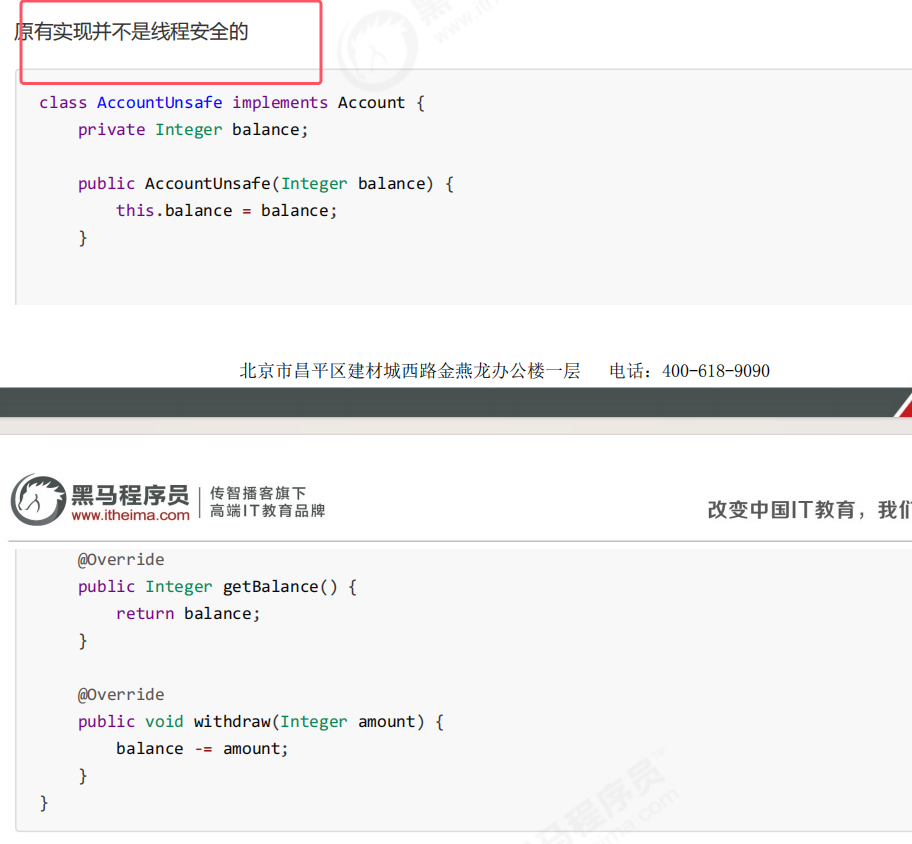 原有实现并不是线程安全的
class AccountUnsafe implements Account {
private Integer balance;
public AccountUnsafe(Integer balance) {
this.balance = balance;
}
北京市昌平区建材城西路金燕龙办公楼一层 电话：400-618-9090
黑马程序员
www.itheima.com
传智播客旗下
高端IT教育品牌
改变中国IT教育，我们
@Override
public Integer getBalance() {
return balance;
}
@Override
public void withdraw(Integer amount) {
balance -= amount;
}
}